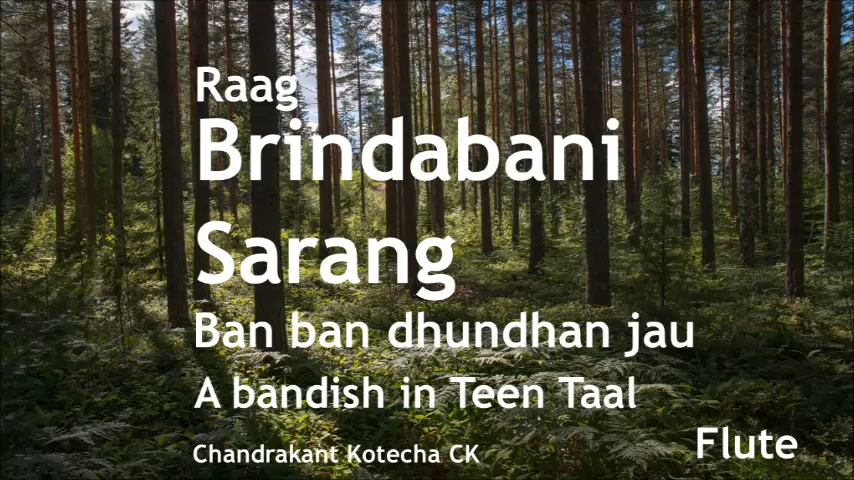 Raag
Brindabani
Sarang
Ban ban dhundhan jau
A bandish in Teen Taal
Chandrakant Kotecha CK
Flute